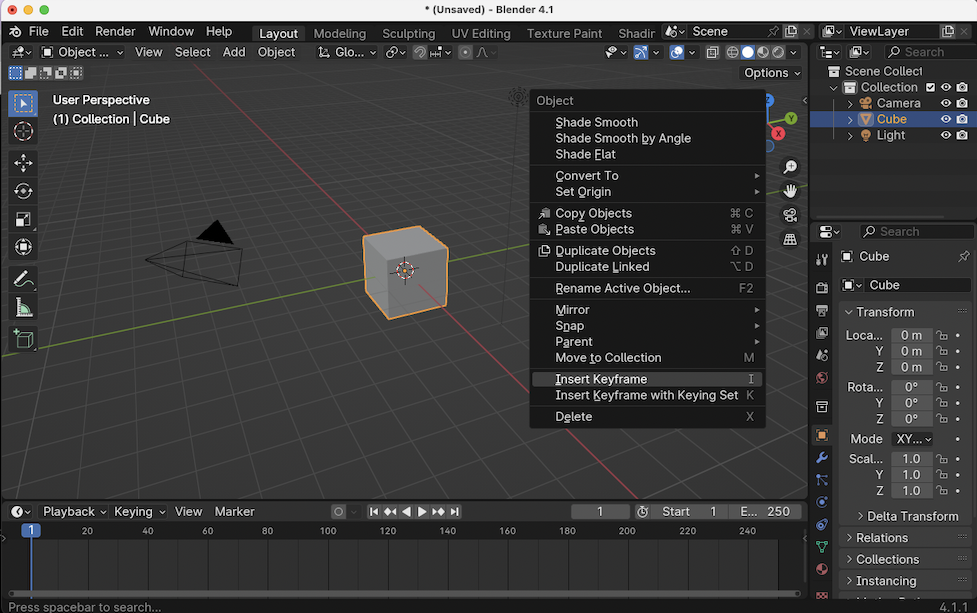 * (Unsaved) - Blender 4.1
File Edit Render Window Help Layout Modeling Sculpting UV Editing Texture Paint Shadir Scene ViewLayer
Object ... View Select Add Object Glo...
Search
Options
User Perspective
(1) Collection | Cube
X
Y
Object
Shade Smooth
Shade Smooth by Angle
Shade Flat
Convert To
Set Origin
Copy Objects ⌘ C
Paste Objects ⌘ V
Duplicate Objects ⇧ D
Duplicate Linked ⌥ D
Rename Active Object... F2
Mirror
Snap
Parent
Move to Collection M
Insert Keyframe I
Insert Keyframe with Keying Set K
Delete X
Scene Collect
Collection
Camera
Cube
Light
Search
Cube
Cube
Transform
Loca... 0 m
Y 0 m
Z 0 m
Rota... 0°
Y 0°
Z 0°
Mode XY...
Scal... 1.0
Y 1.0
Z 1.0
Delta Transform
Relations
Collections
Instancing
Playback Keying View Marker 1 Start 1 E... 250
1 20 40 60 80 100 120 140 160 180 200 220 240
Press spacebar to search... 4.1.1